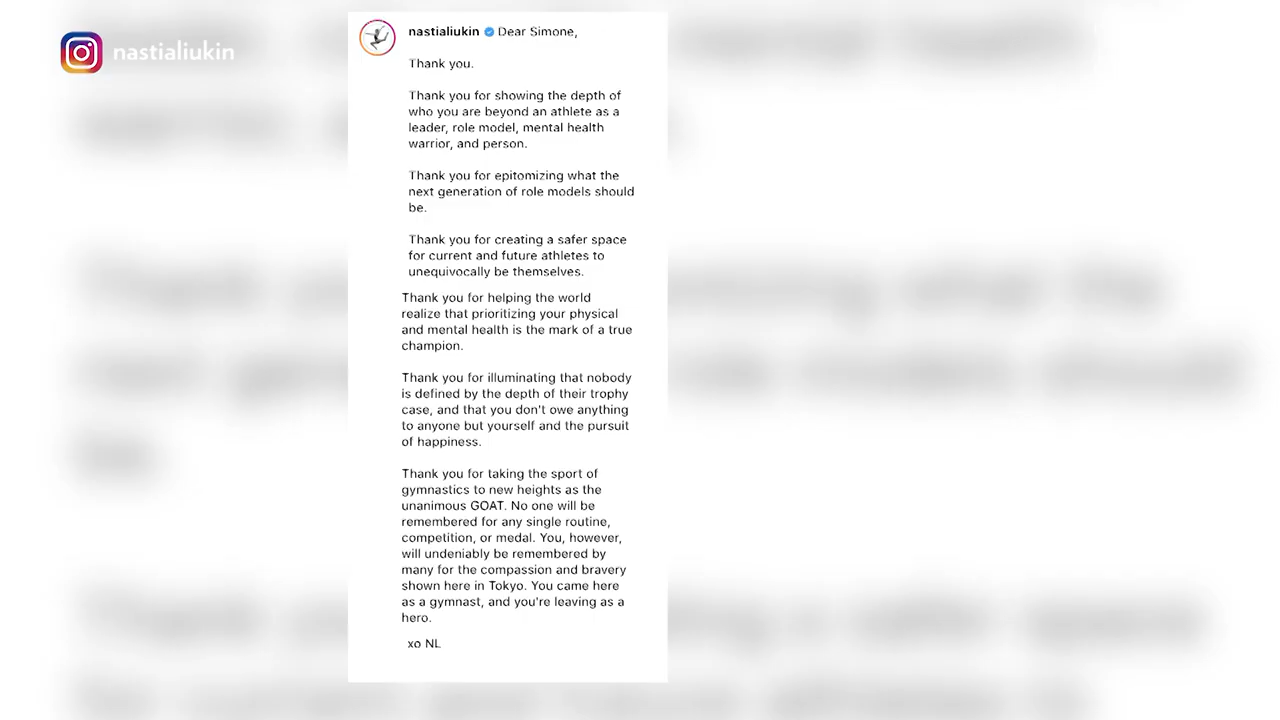 nastialiukin
nastialiukin Dear Simone,
Thank you.
Thank you for showing the depth of
who you are beyond an athlete as a
leader, role model, mental health
warrior, and person.
Thank you for epitomizing what the
next generation of role models should
be.
Thank you for creating a safer space
for current and future athletes to
unequivocally be themselves.
Thank you for helping the world
realize that prioritizing your physical
and mental health is the mark of a true
champion.
Thank you for illuminating that nobody
is defined by the depth of their trophy
case, and that you don't owe anything
to anyone but yourself and the pursuit
of happiness.
Thank you for taking the sport of
gymnastics to new heights as the
unanimous GOAT. No one will be
remembered for any single routine,
competition, or medal. You, however,
will undeniably be remembered by
many for the compassion and bravery
shown here in Tokyo. You came here
as a gymnast, and you're leaving as a
hero.
xo NL